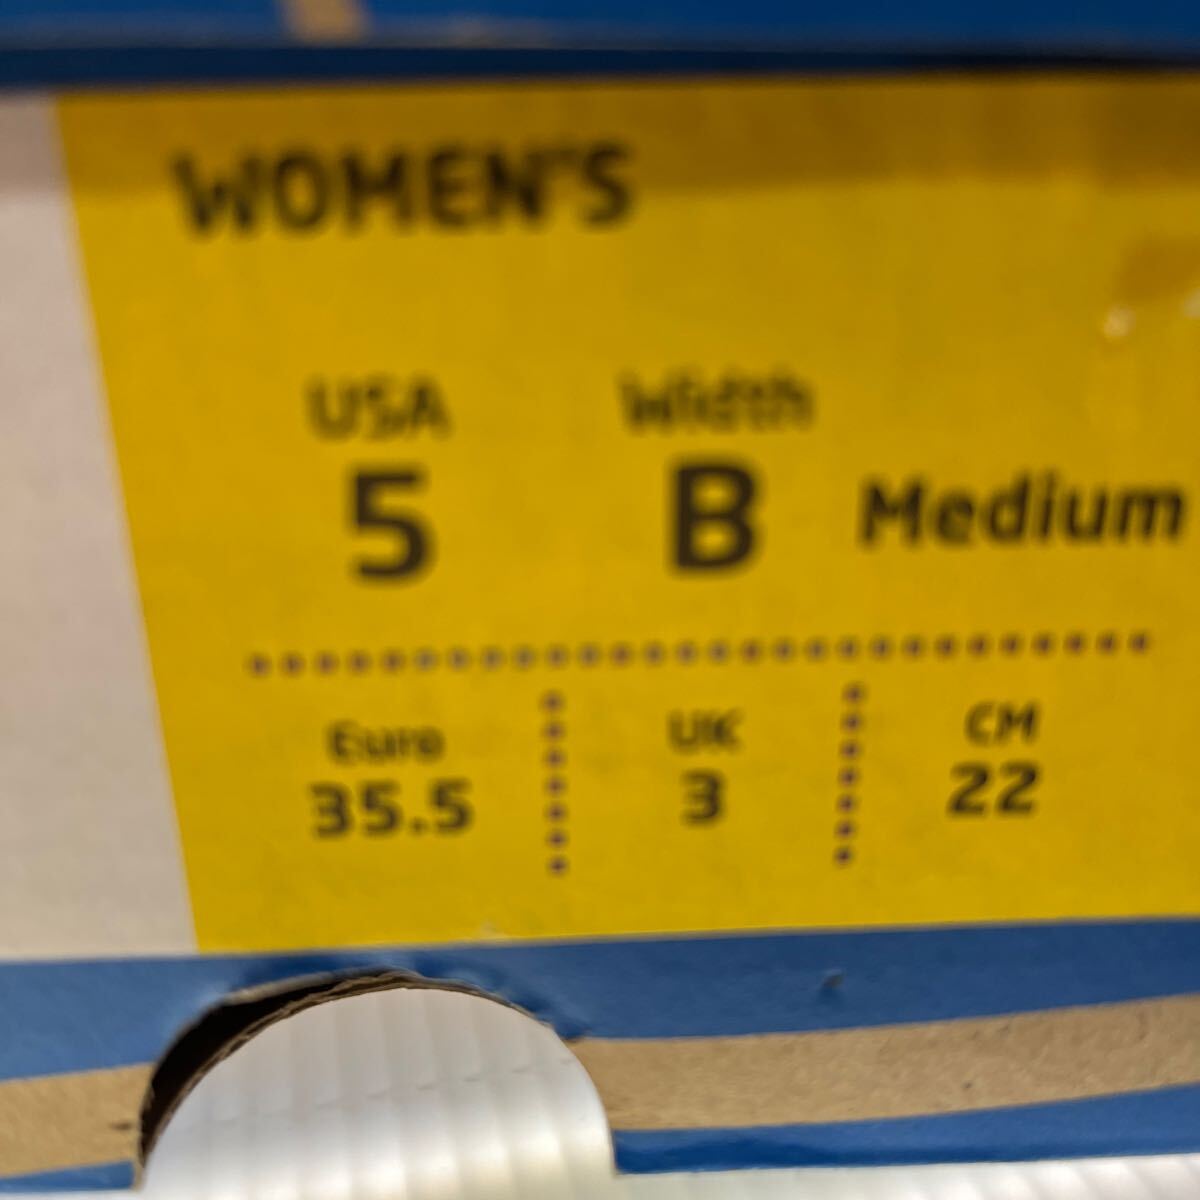 WOMEN'S
USA Width
5 B Medium
Euro UK CM
35.5 3 22